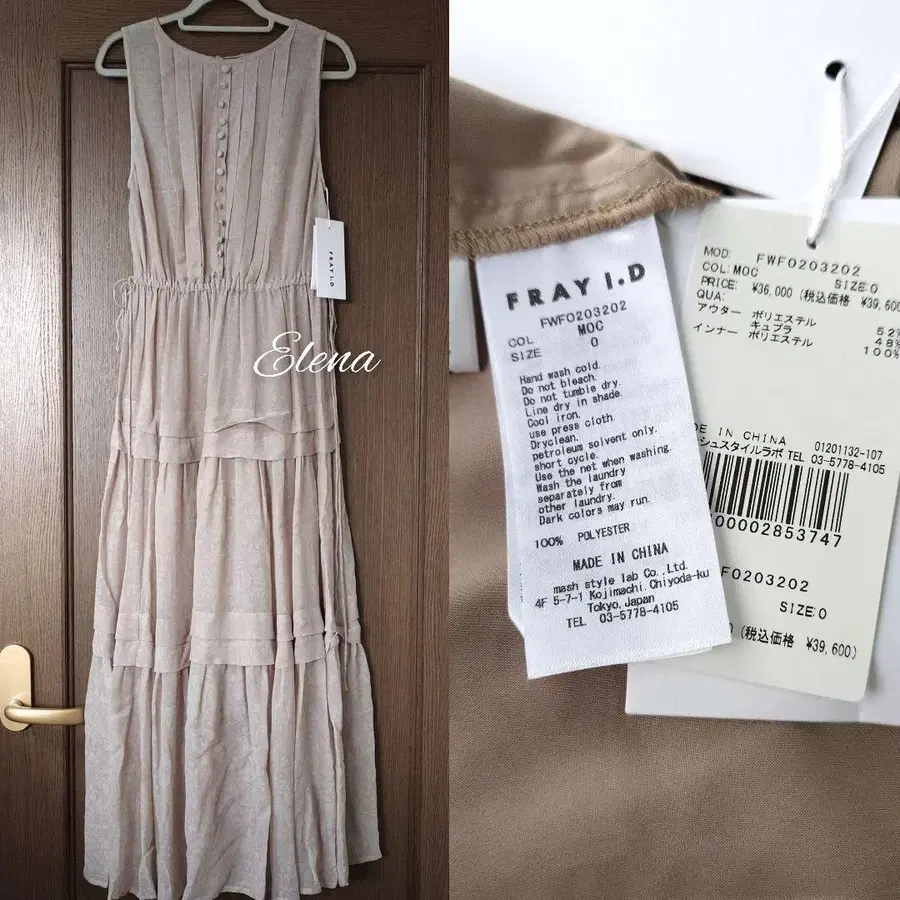 FRAY I.D
Elena
FRAY I.D
FWF0203202
COL MOC
SIZE 0
Hand wash cold.
Do not bleach.
Do not tumble dry.
Line dry in shade.
Cool iron.
use press cloth.
Dryclean.
petroleum solvent only.
short cycle.
Use the net when washing.
Wash the laundry
separately from
other laundry.
Dark colors may run.
100% POLYESTER
MADE IN CHINA
mash style lab Co.,Ltd.
4F 5-7-1 Kojimachi Chiyoda-ku
Tokyo, Japan
TEL 03-5778-4105
MOD: FWF0203202
COL:MOC SIZE:0
PRICE: ¥36,000 (税込価格 ¥39,600
QUA:
アウター ポリエステル 52%
キュプラ 48%
インナー ポリエステル 100%
DE IN CHINA 01201132-107
シュスタイルラボ TEL 03-5778-4105
00002853747
F0203202
SIZE:0
(税込価格 ¥39,600)